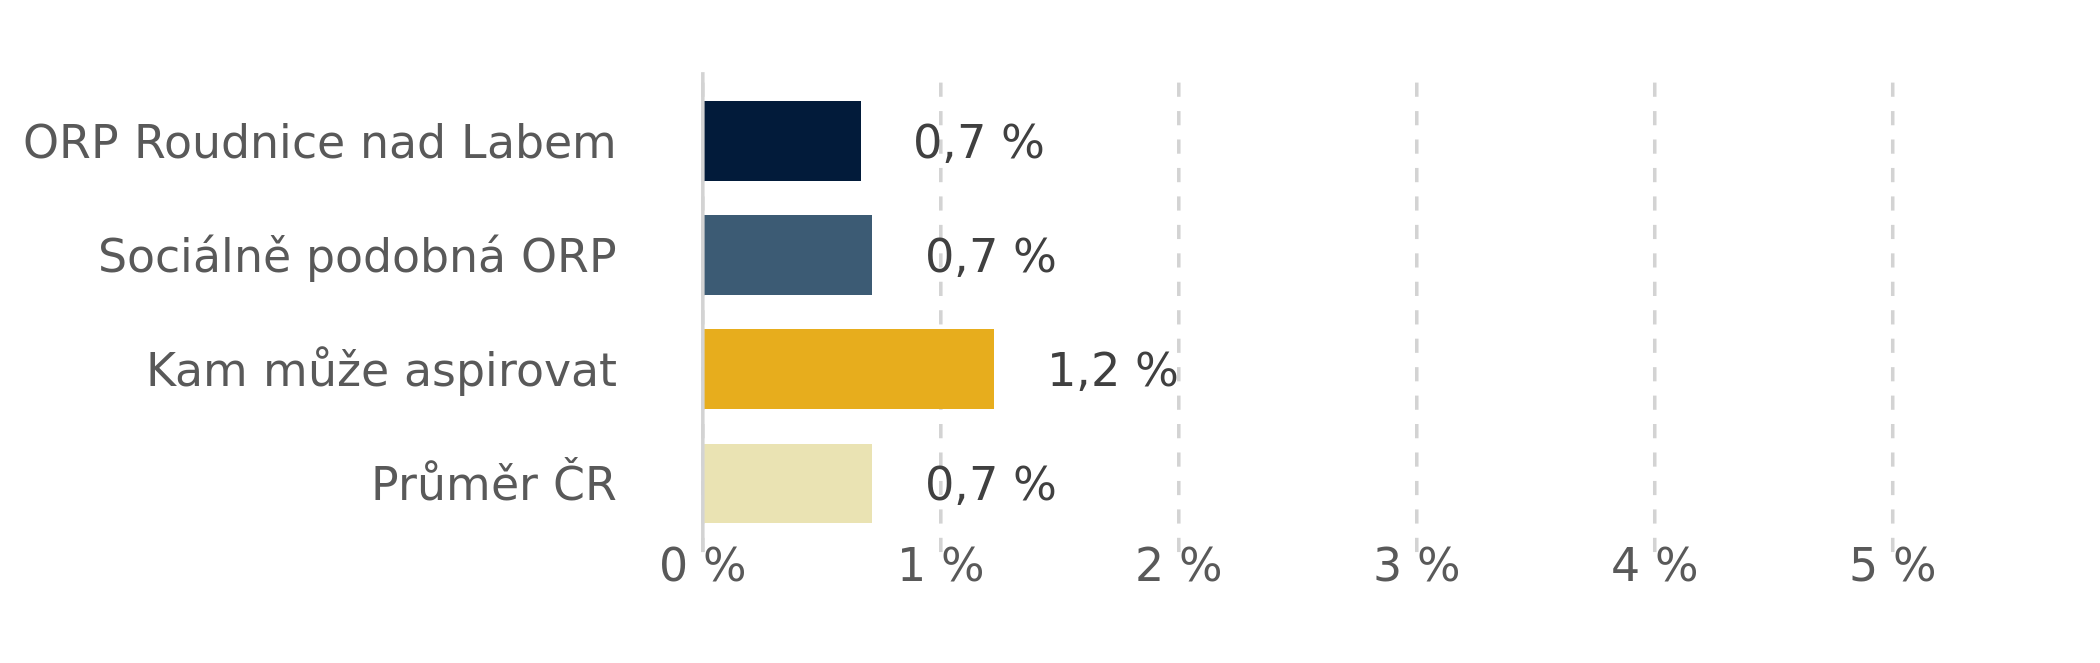 ORP Roudnice nad Labem 0,7 %
Sociálně podobná ORP 0,7 %
Kam může aspirovat 1,2 %
Průměr ČR 0,7 %
0 % 1 % 2 % 3 % 4 % 5 %